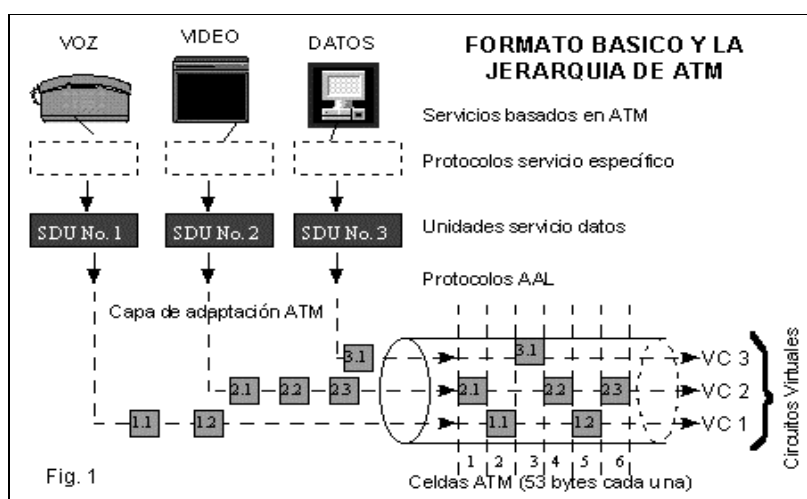 VOZ
VIDEO
DATOS
FORMATO BASICO Y LA
JERARQUIA DE ATM
Servicios basados en ATM
Protocolos servicio específico
SDU No. 1
SDU No. 2
SDU No. 3
Unidades servicio datos
Protocolos AAL
Capa de adaptación ATM
3.1
3.1
VC 3
2.1
2.2
2.3
2.1
2.2
2.3
VC 2
1.1
1.2
1.1
1.2
VC 1
Circuitos Virtuales
1 2 3 4 5 6
Fig. 1
Celdas ATM (53 bytes cada una)